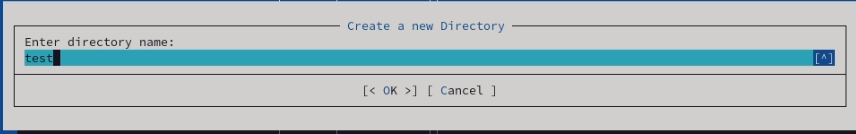 Create a new Directory
Enter directory name:
test [^]
[< OK >] [ Cancel ]